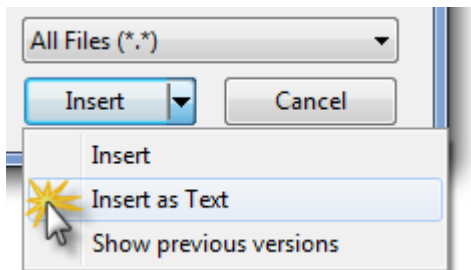 All Files (*.*)
Insert
Cancel
Insert
Insert as Text
Show previous versions